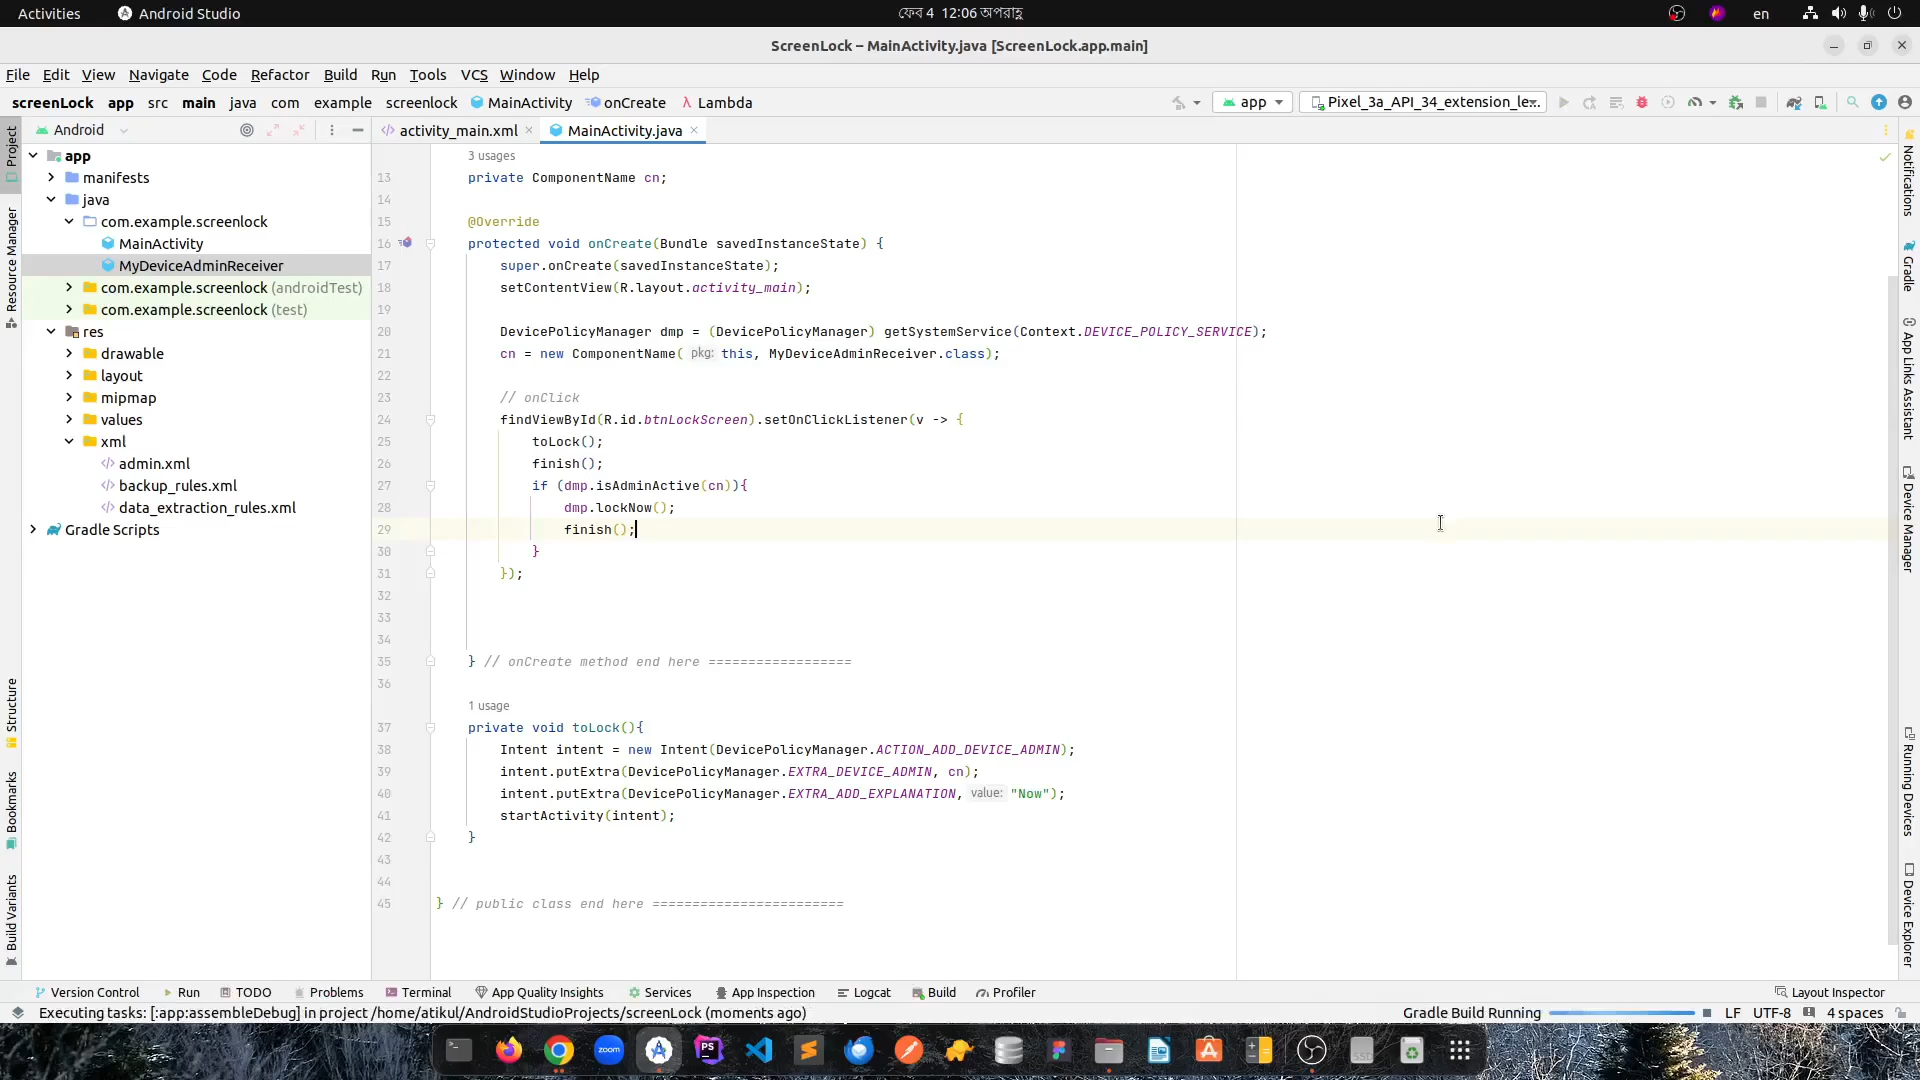 Activities Android Studio ফেব 4 12:06 অপরাহ্ণ en
ScreenLock – MainActivity.java [ScreenLock.app.main]
File Edit View Navigate Code Refactor Build Run Tools VCS Window Help
screenLock app src main java com example screenlock MainActivity onCreate λ Lambda app Pixel_3a_API_34_extension_le..
Android activity_main.xml MainActivity.java
app
manifests
java
com.example.screenlock
MainActivity
MyDeviceAdminReceiver
com.example.screenlock (androidTest)
com.example.screenlock (test)
res
drawable
layout
mipmap
values
xml
admin.xml
backup_rules.xml
data_extraction_rules.xml
Gradle Scripts
Project
Resource Manager
Structure
Bookmarks
Build Variants
3 usages
13 private ComponentName cn;
14
15 @Override
16 protected void onCreate(Bundle savedInstanceState) {
17 super.onCreate(savedInstanceState);
18 setContentView(R.layout.activity_main);
19
20 DevicePolicyManager dmp = (DevicePolicyManager) getSystemService(Context.DEVICE_POLICY_SERVICE);
21 cn = new ComponentName( pkg: this, MyDeviceAdminReceiver.class);
22
23 // onClick
24 findViewById(R.id.btnLockScreen).setOnClickListener(v -> {
25 toLock();
26 finish();
27 if (dmp.isAdminActive(cn)){
28 dmp.lockNow();
29 finish();
30 }
31 });
32
33
34
35 } // onCreate method end here ==================
36
1 usage
37 private void toLock(){
38 Intent intent = new Intent(DevicePolicyManager.ACTION_ADD_DEVICE_ADMIN);
39 intent.putExtra(DevicePolicyManager.EXTRA_DEVICE_ADMIN, cn);
40 intent.putExtra(DevicePolicyManager.EXTRA_ADD_EXPLANATION, value: "Now");
41 startActivity(intent);
42 }
43
44
45 } // public class end here ========================
Notifications
Gradle
App Links Assistant
Device Manager
Running Devices
Device Explorer
Version Control Run TODO Problems Terminal App Quality Insights Services App Inspection Logcat Build Profiler Layout Inspector
Executing tasks: [:app:assembleDebug] in project /home/atikul/AndroidStudioProjects/screenLock (moments ago) Gradle Build Running LF UTF-8 4 spaces
zoom PS SSD